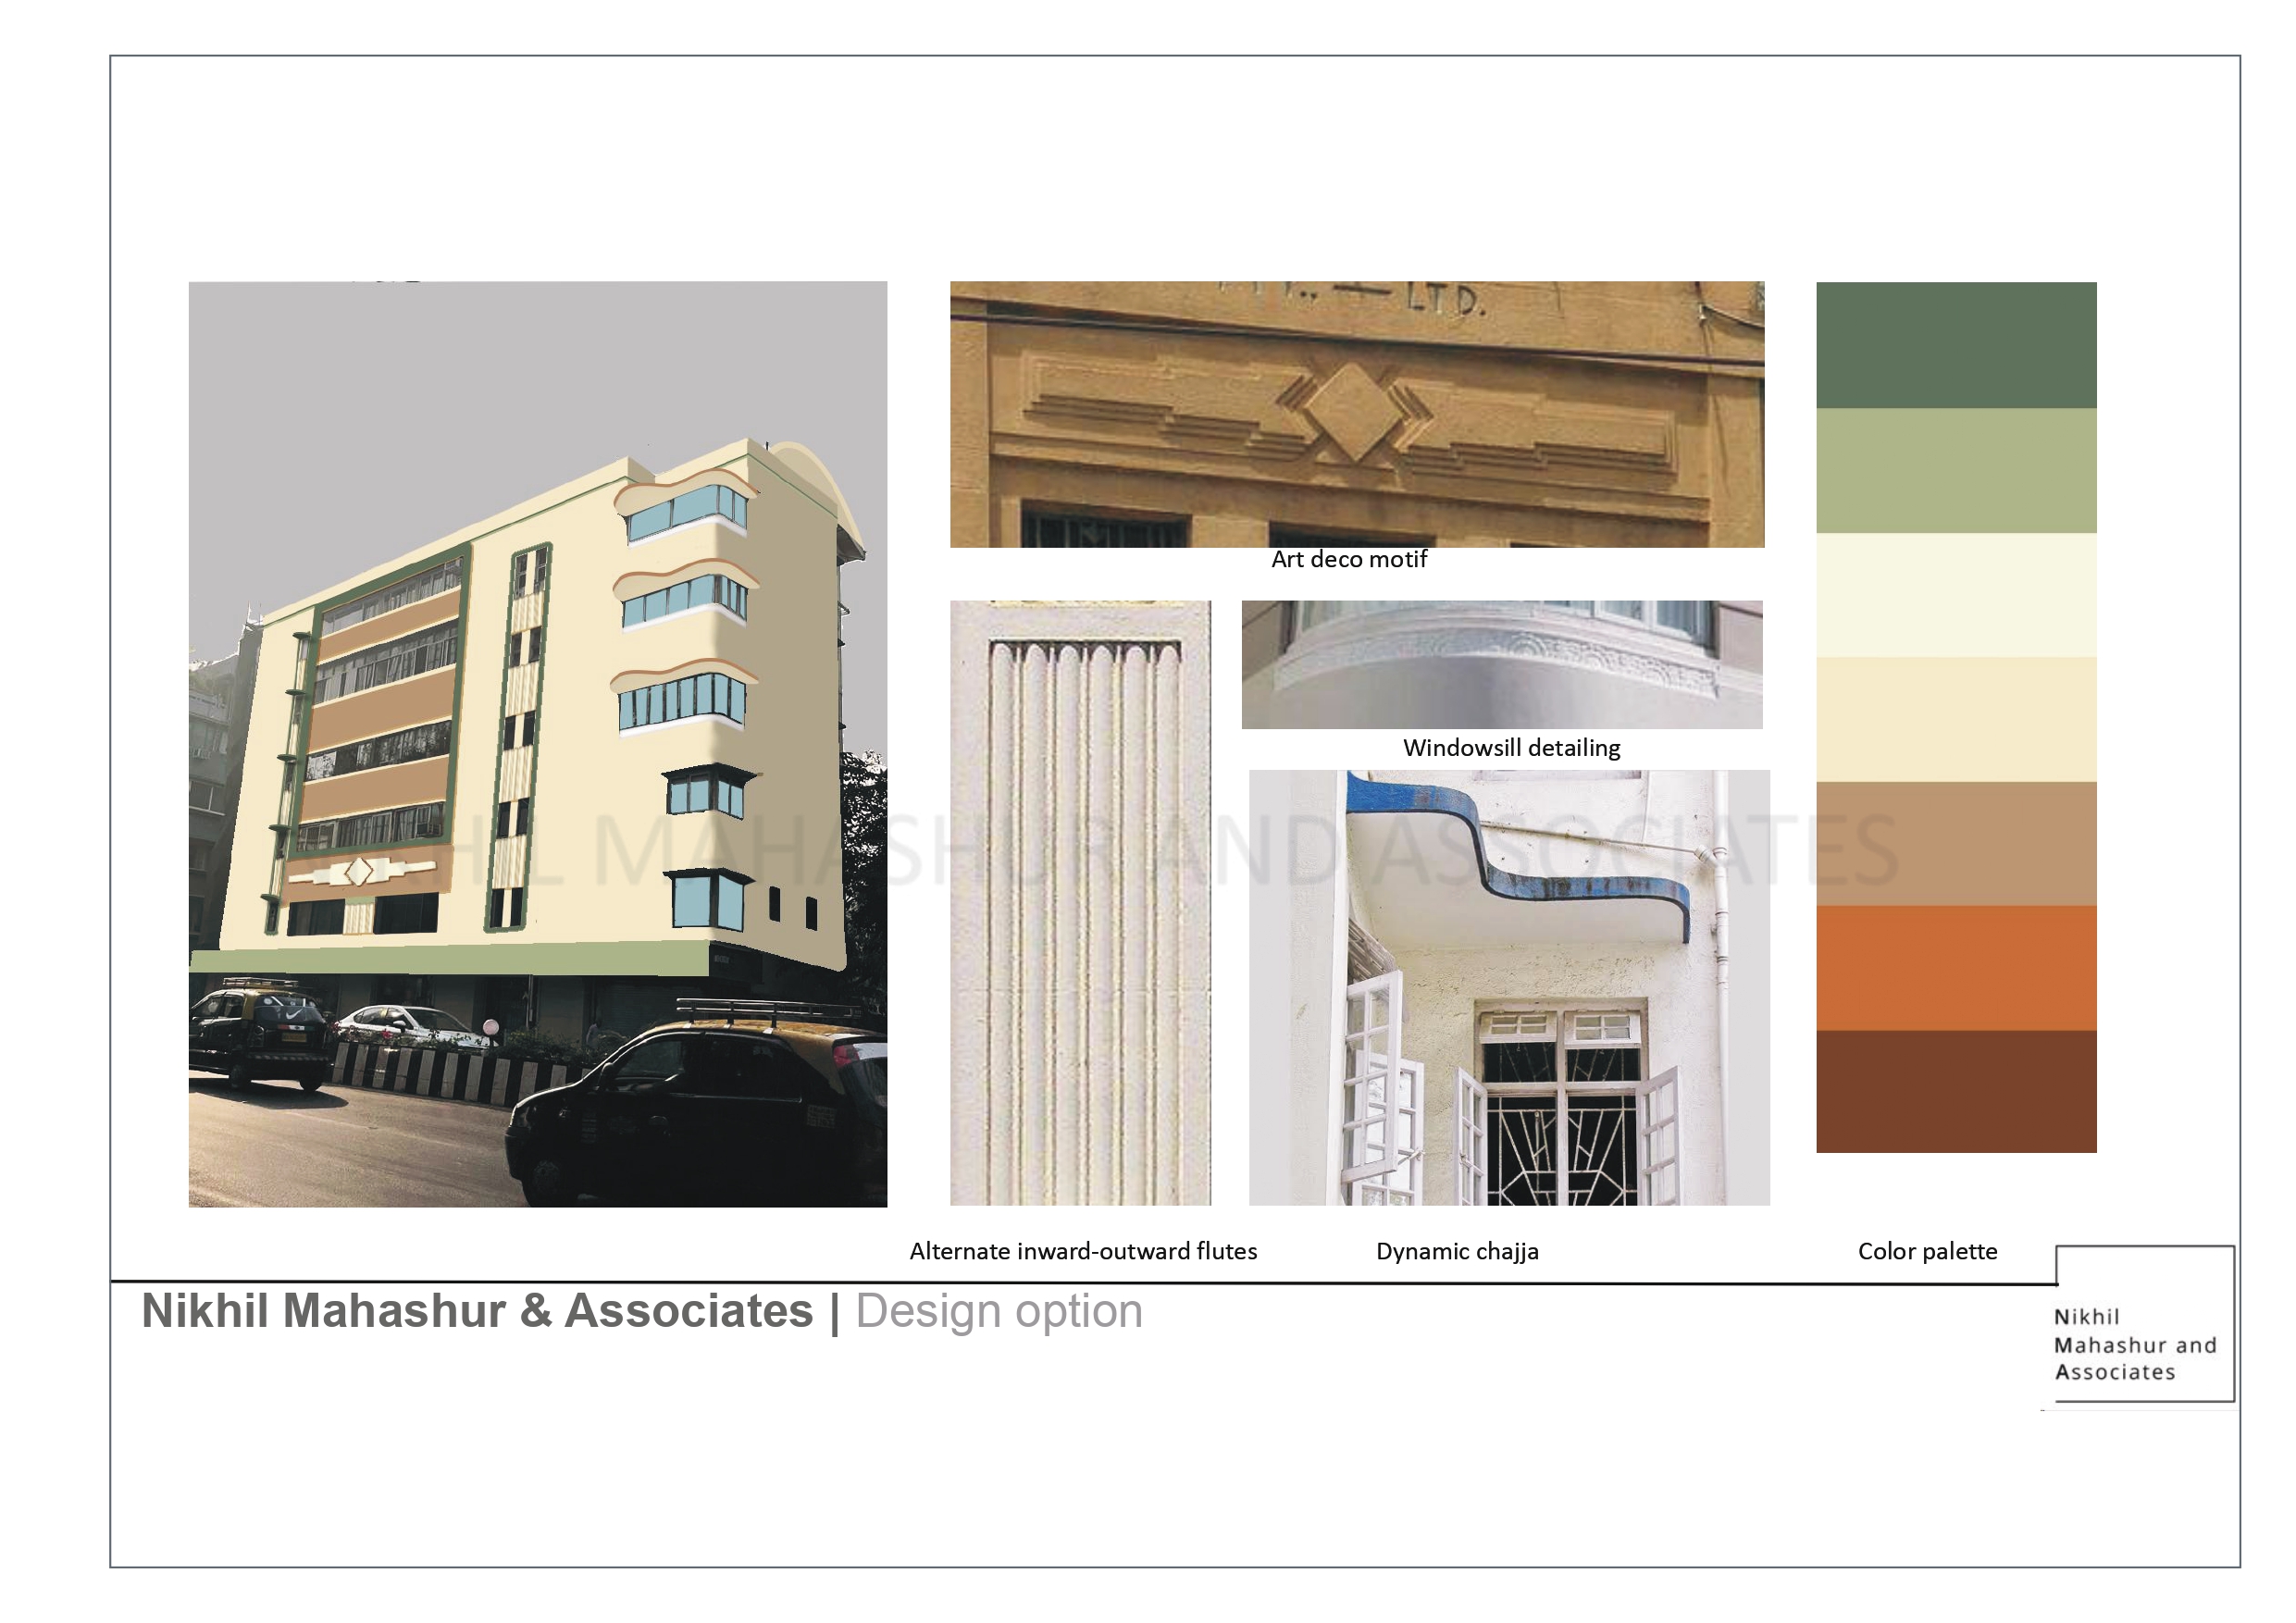 LTD.
Art deco motif
Windowsill detailing
NIKHIL MAHASHUR AND ASSOCIATES
Alternate inward-outward flutes
Dynamic chajja
Color palette
Nikhil Mahashur & Associates | Design option
Nikhil
Mahashur and
Associates